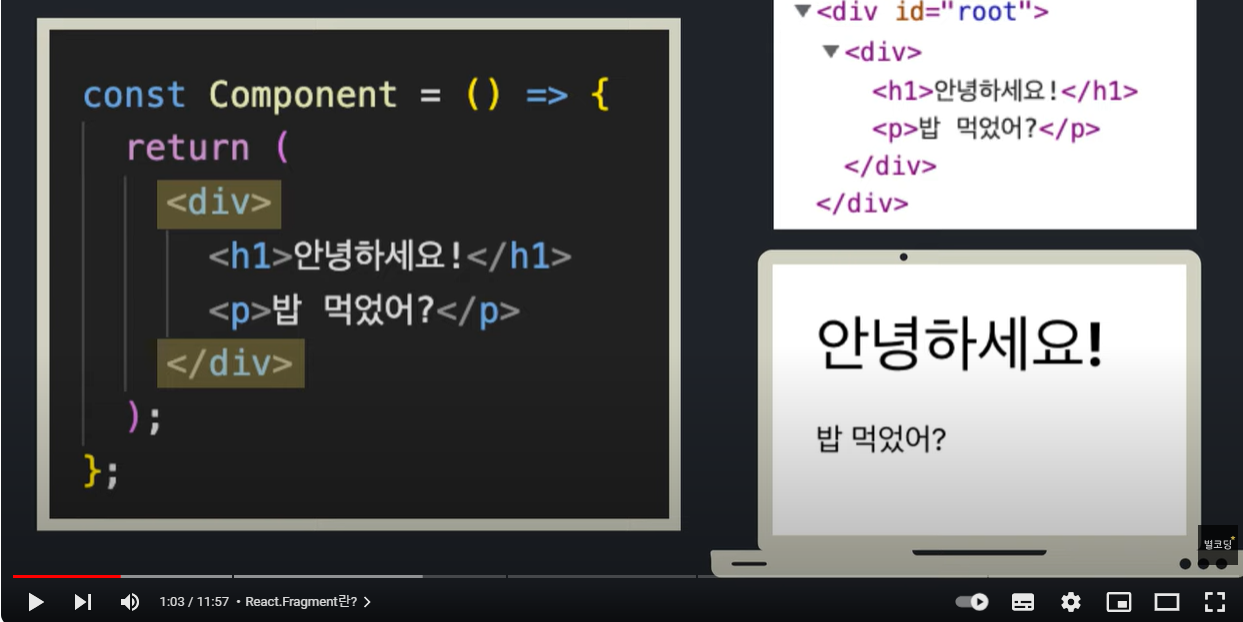 const Component = () => {
return (
<div>
<h1>안녕하세요!</h1>
<p>밥 먹었어?</p>
</div>
);
};
▼<div id="root">
▼<div>
<h1>안녕하세요!</h1>
<p>밥 먹었어?</p>
</div>
</div>
안녕하세요!
밥 먹었어?
별코딩
1:03 / 11:57 • React.Fragment란? >